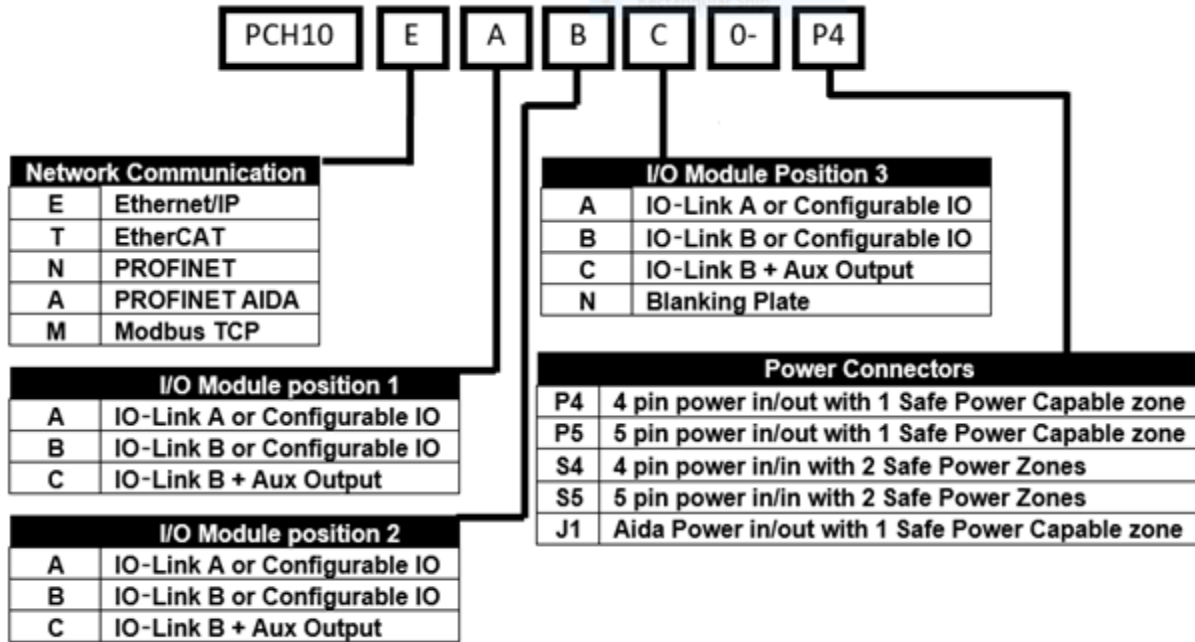 PCH10 E A B C 0- P4
Network Communication
E Ethernet/IP
T EtherCAT
N PROFINET
A PROFINET AIDA
M Modbus TCP
I/O Module position 1
A IO-Link A or Configurable IO
B IO-Link B or Configurable IO
C IO-Link B + Aux Output
I/O Module position 2
A IO-Link A or Configurable IO
B IO-Link B or Configurable IO
C IO-Link B + Aux Output
I/O Module Position 3
A IO-Link A or Configurable IO
B IO-Link B or Configurable IO
C IO-Link B + Aux Output
N Blanking Plate
Power Connectors
P4 4 pin power in/out with 1 Safe Power Capable zone
P5 5 pin power in/out with 1 Safe Power Capable zone
S4 4 pin power in/in with 2 Safe Power Zones
S5 5 pin power in/in with 2 Safe Power Zones
J1 Aida Power in/out with 1 Safe Power Capable zone